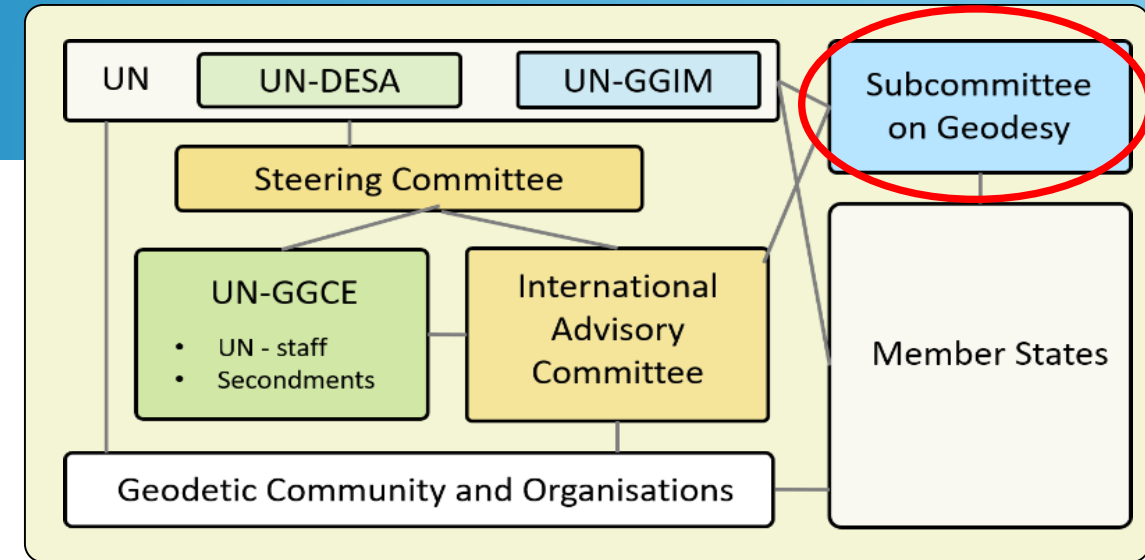 UN
UN-DESA
UN-GGIM
Subcommittee
on Geodesy
Steering Committee
UN-GGCE
• UN - staff
• Secondments
International
Advisory
Committee
Member States
Geodetic Community and Organisations